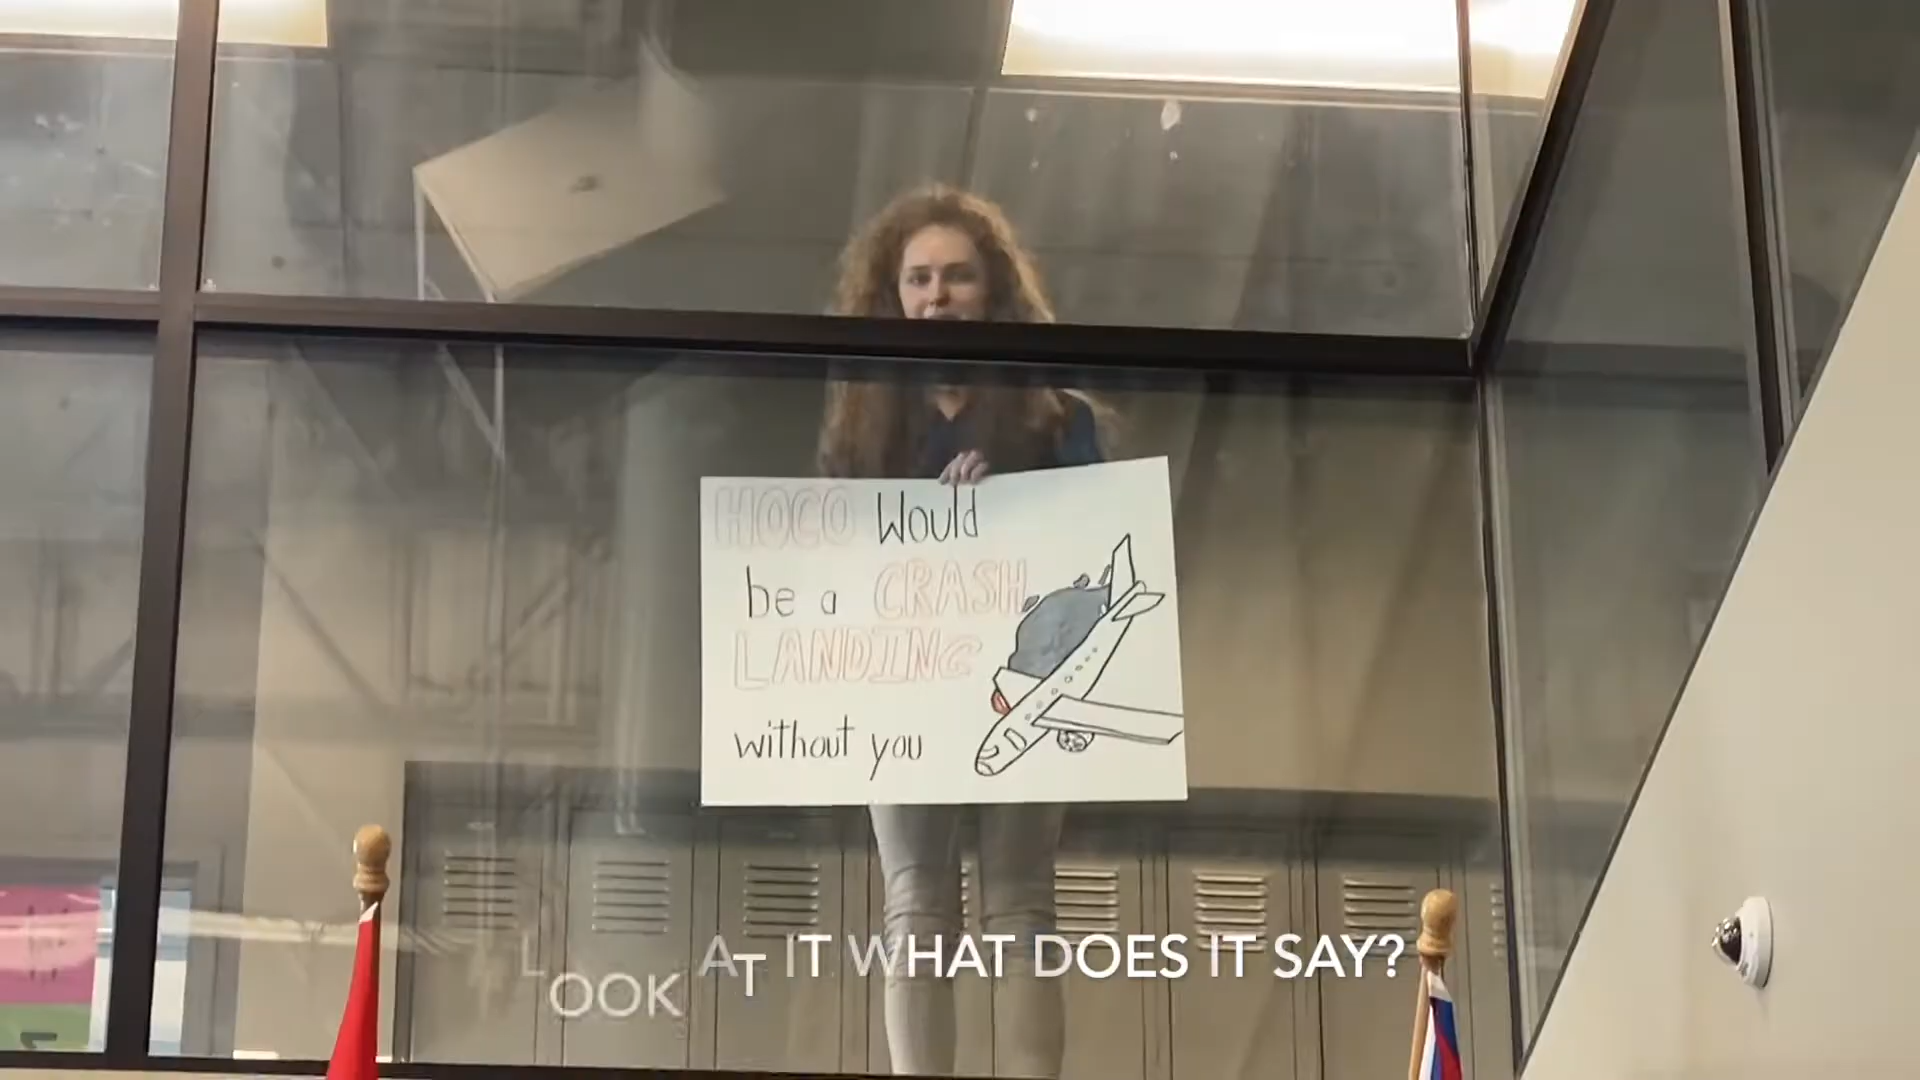 HOCO Would
be a CRASH
LANDING
without you
LOOK AT IT WHAT DOES IT SAY?